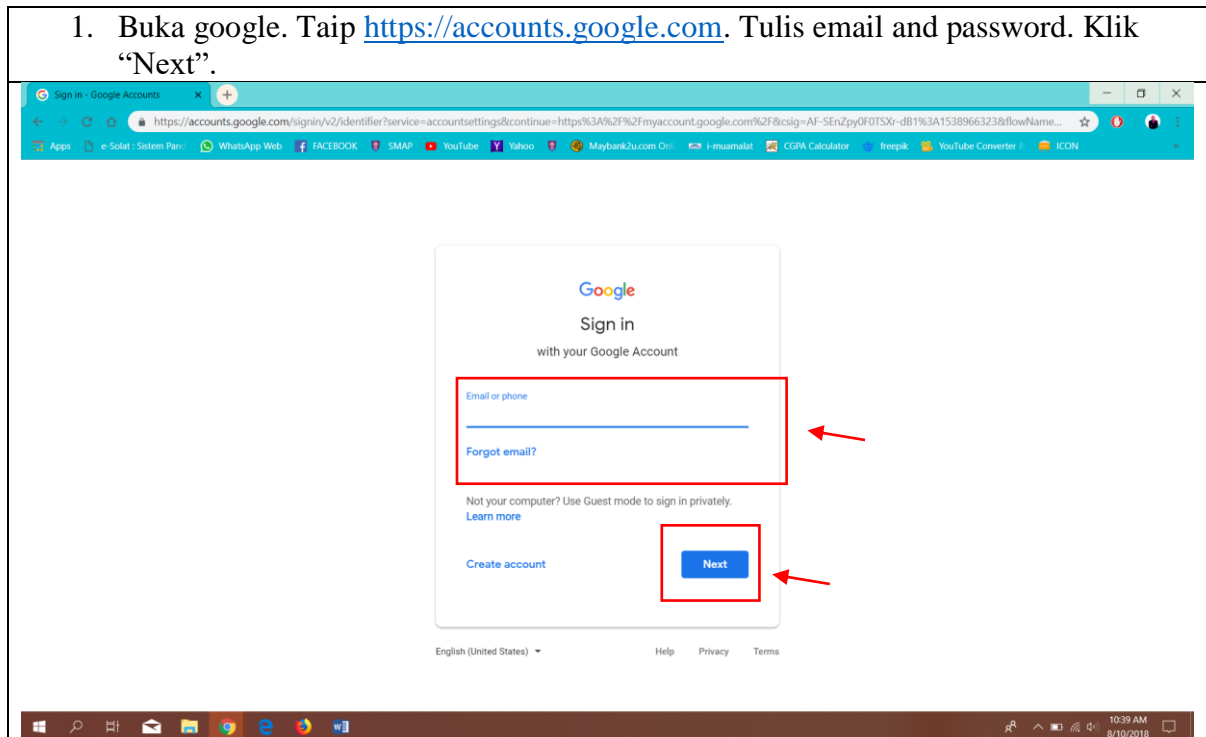 1. Buka google. Taip https://accounts.google.com. Tulis email and password. Klik
“Next”.
Sign in - Google Accounts
https://accounts.google.com/signin/v2/identifier?service=accountsettings&continue=https%3A%2F%2Fmyaccount.google.com%2F&csig=AF-SEnZpy0F0TSXr-dB1%3A1538966323&flowName...
Apps e-Solat : Sistem Pand WhatsApp Web FACEBOOK SMAP YouTube Yahoo Maybank2u.com Onl i-muamalat CGPA Calculator freepik YouTube Converter & ICON
Google
Sign in
with your Google Account
Email or phone
Forgot email?
Not your computer? Use Guest mode to sign in privately.
Learn more
Create account Next
English (United States) Help Privacy Terms
10:39 AM
8/10/2018